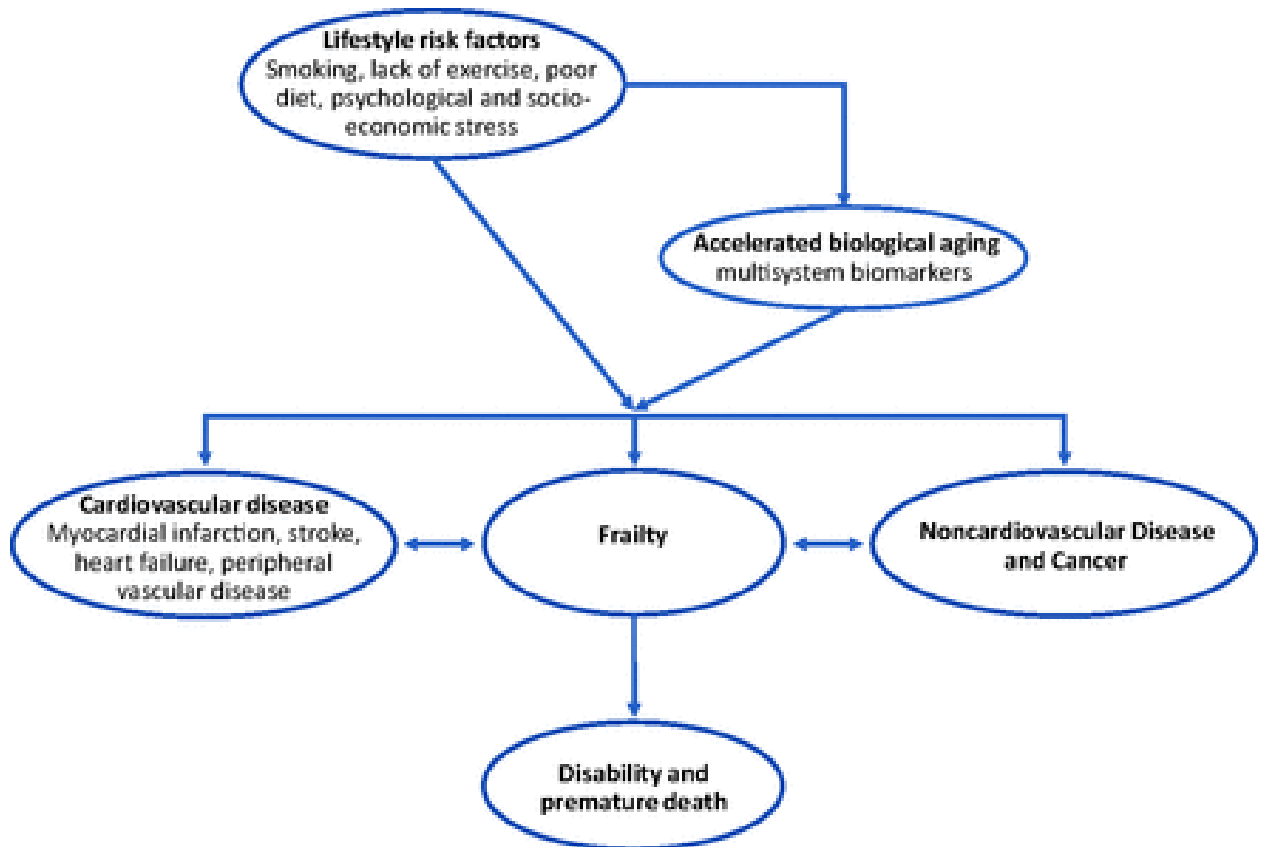 Lifestyle risk factors
Smoking, lack of exercise, poor
diet, psychological and socio-
economic stress
Accelerated biological aging
multisystem biomarkers
Cardiovascular disease
Myocardial infarction, stroke,
heart failure, peripheral
vascular disease
Frailty
Noncardiovascular Disease
and Cancer
Disability and
premature death